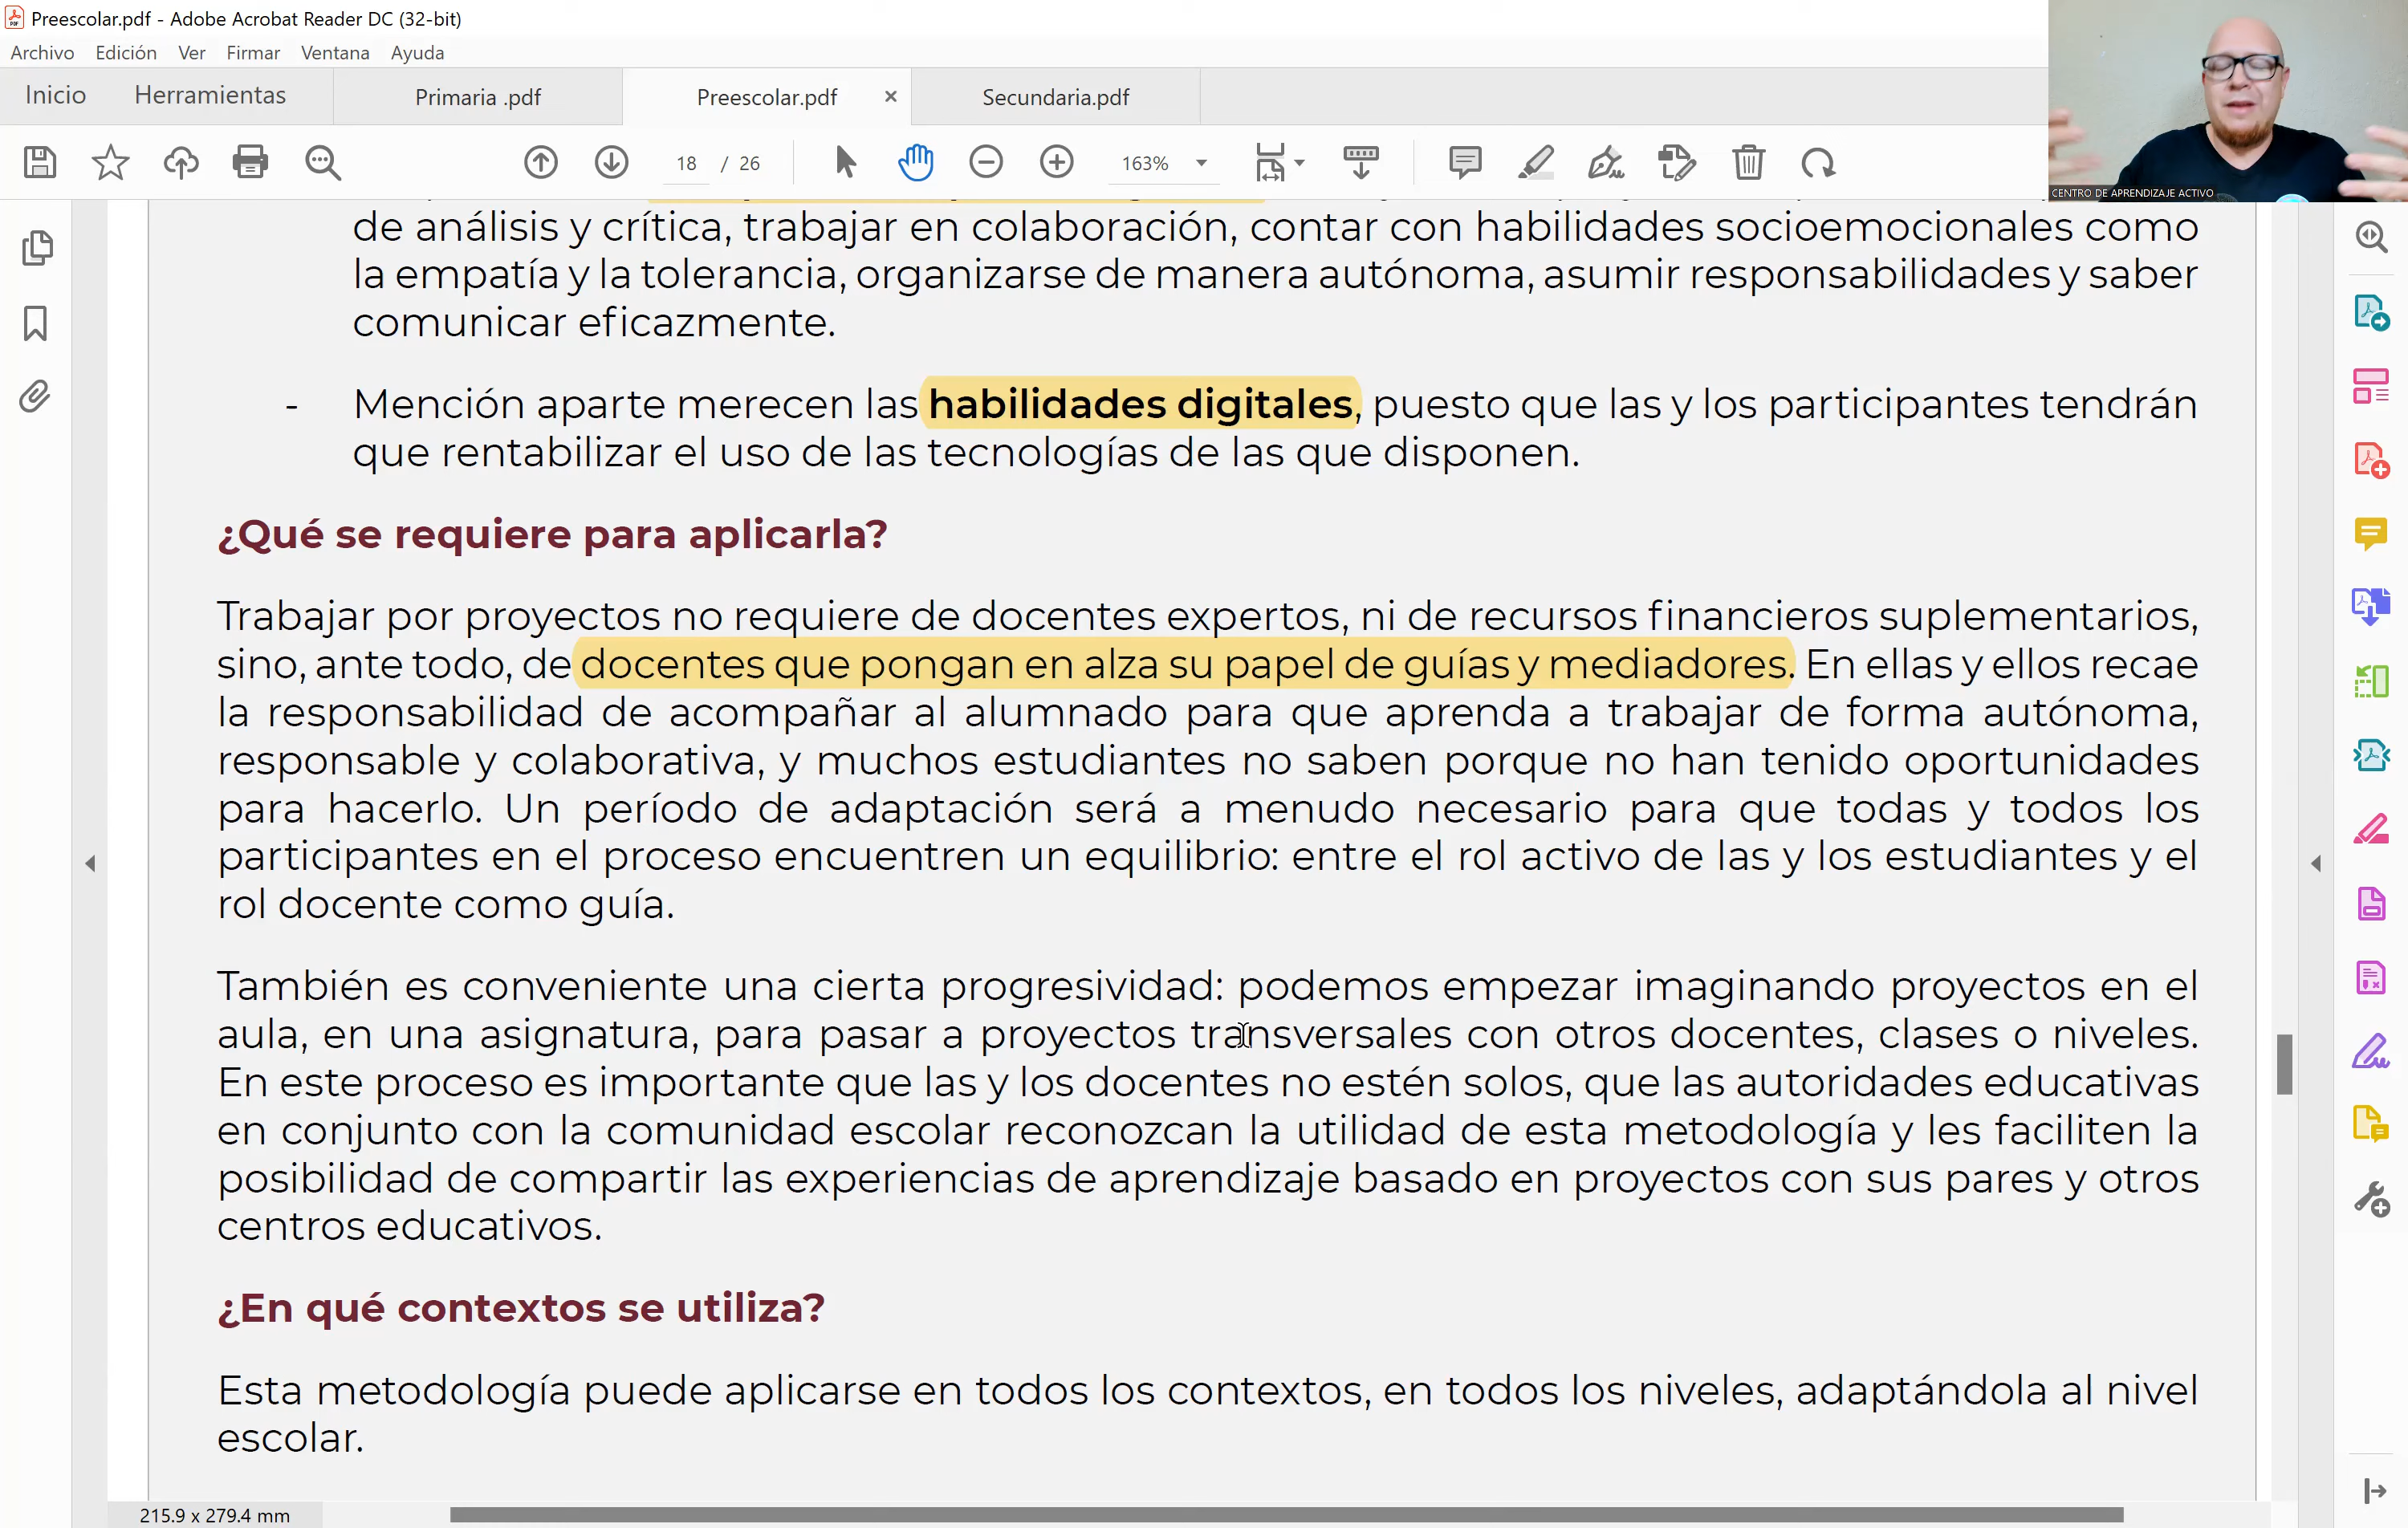 Preescolar.pdf - Adobe Acrobat Reader DC (32-bit)
Archivo Edición Ver Firmar Ventana Ayuda
Inicio Herramientas Primaria .pdf Preescolar.pdf × Secundaria.pdf
18 / 26 163%
CENTRO DE APRENDIZAJE ACTIVO
de análisis y crítica, trabajar en colaboración, contar con habilidades socioemocionales como
la empatía y la tolerancia, organizarse de manera autónoma, asumir responsabilidades y saber
comunicar eficazmente.
- Mención aparte merecen las habilidades digitales, puesto que las y los participantes tendrán
que rentabilizar el uso de las tecnologías de las que disponen.
¿Qué se requiere para aplicarla?
Trabajar por proyectos no requiere de docentes expertos, ni de recursos financieros suplementarios,
sino, ante todo, de docentes que pongan en alza su papel de guías y mediadores. En ellas y ellos recae
la responsabilidad de acompañar al alumnado para que aprenda a trabajar de forma autónoma,
responsable y colaborativa, y muchos estudiantes no saben porque no han tenido oportunidades
para hacerlo. Un período de adaptación será a menudo necesario para que todas y todos los
participantes en el proceso encuentren un equilibrio: entre el rol activo de las y los estudiantes y el
rol docente como guía.
También es conveniente una cierta progresividad: podemos empezar imaginando proyectos en el
aula, en una asignatura, para pasar a proyectos transversales con otros docentes, clases o niveles.
En este proceso es importante que las y los docentes no estén solos, que las autoridades educativas
en conjunto con la comunidad escolar reconozcan la utilidad de esta metodología y les faciliten la
posibilidad de compartir las experiencias de aprendizaje basado en proyectos con sus pares y otros
centros educativos.
¿En qué contextos se utiliza?
Esta metodología puede aplicarse en todos los contextos, en todos los niveles, adaptándola al nivel
escolar.
215.9 x 279.4 mm